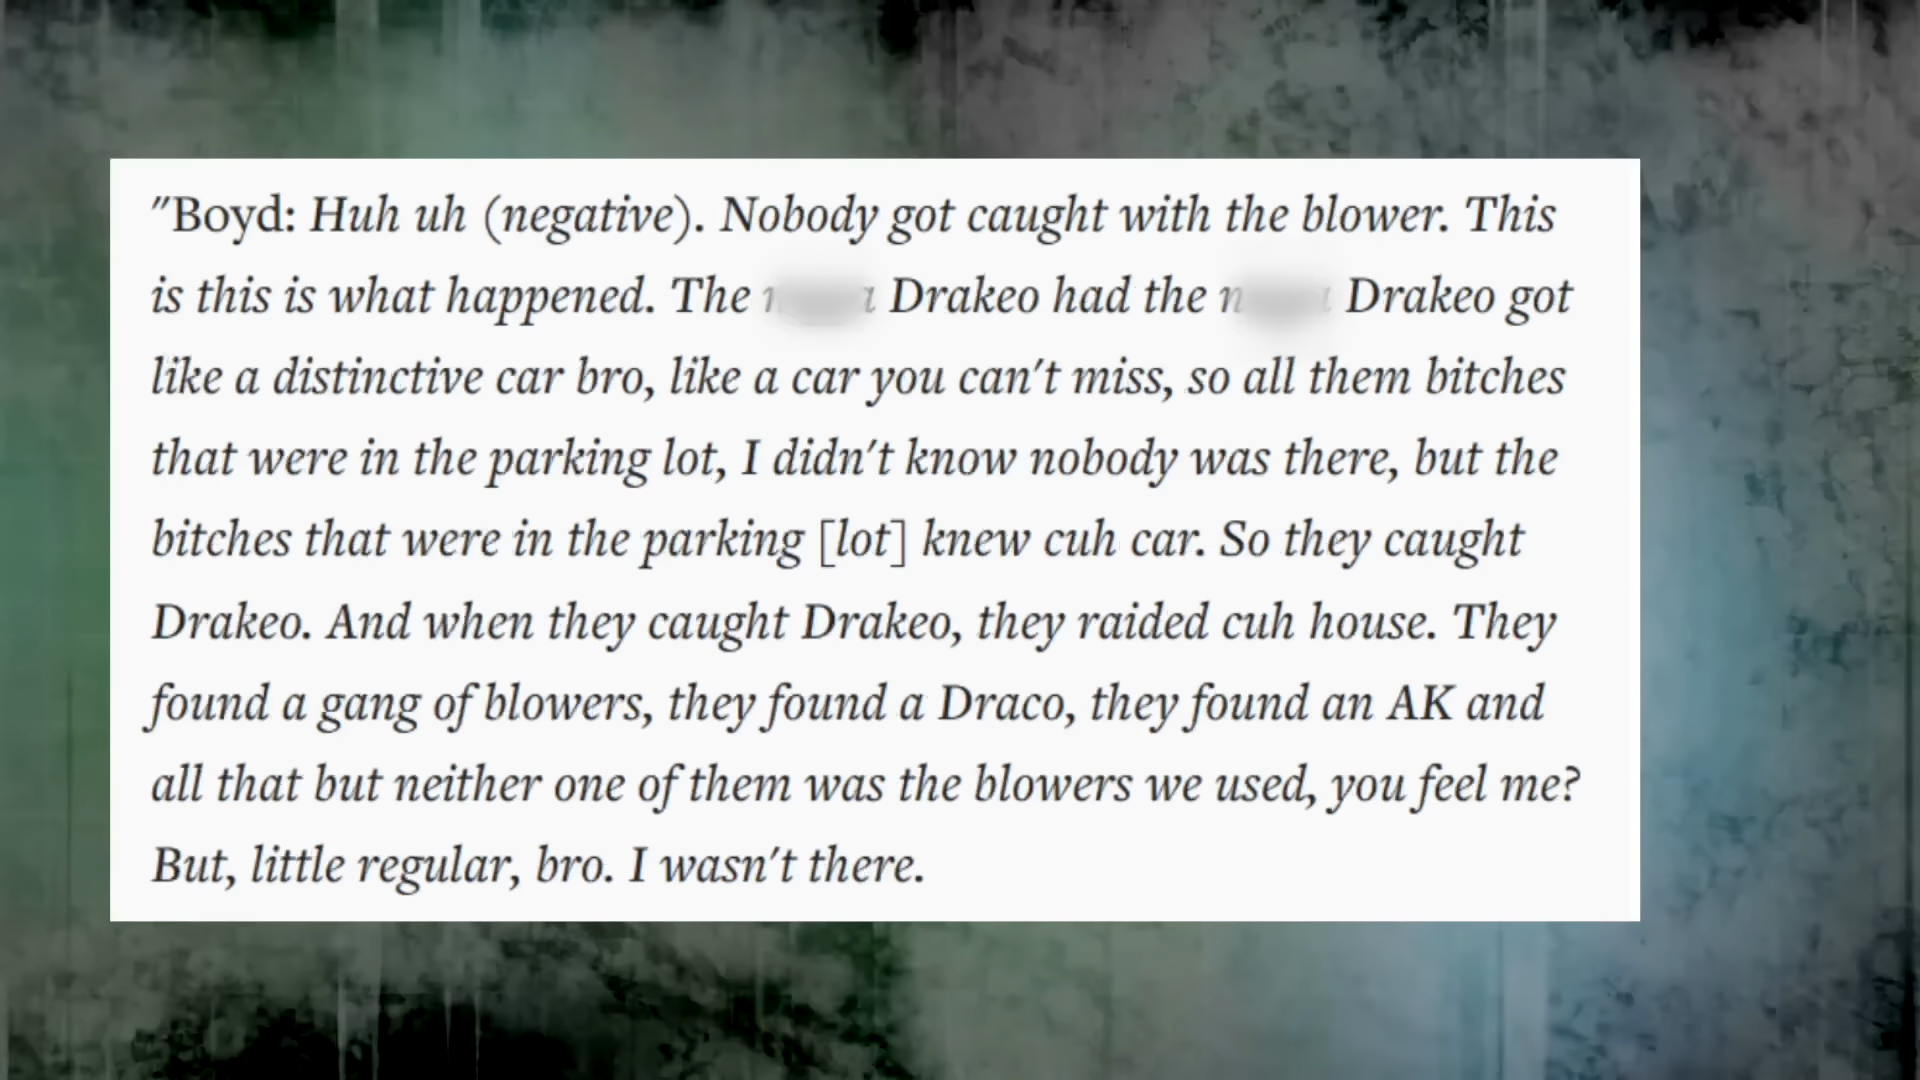 "Boyd: Huh uh (negative). Nobody got caught with the blower. This
is this is what happened. The Drakeo had the Drakeo got
like a distinctive car bro, like a car you can't miss, so all them bitches
that were in the parking lot, I didn't know nobody was there, but the
bitches that were in the parking [lot] knew cuh car. So they caught
Drakeo. And when they caught Drakeo, they raided cuh house. They
found a gang of blowers, they found a Draco, they found an AK and
all that but neither one of them was the blowers we used, you feel me?
But, little regular, bro. I wasn't there.